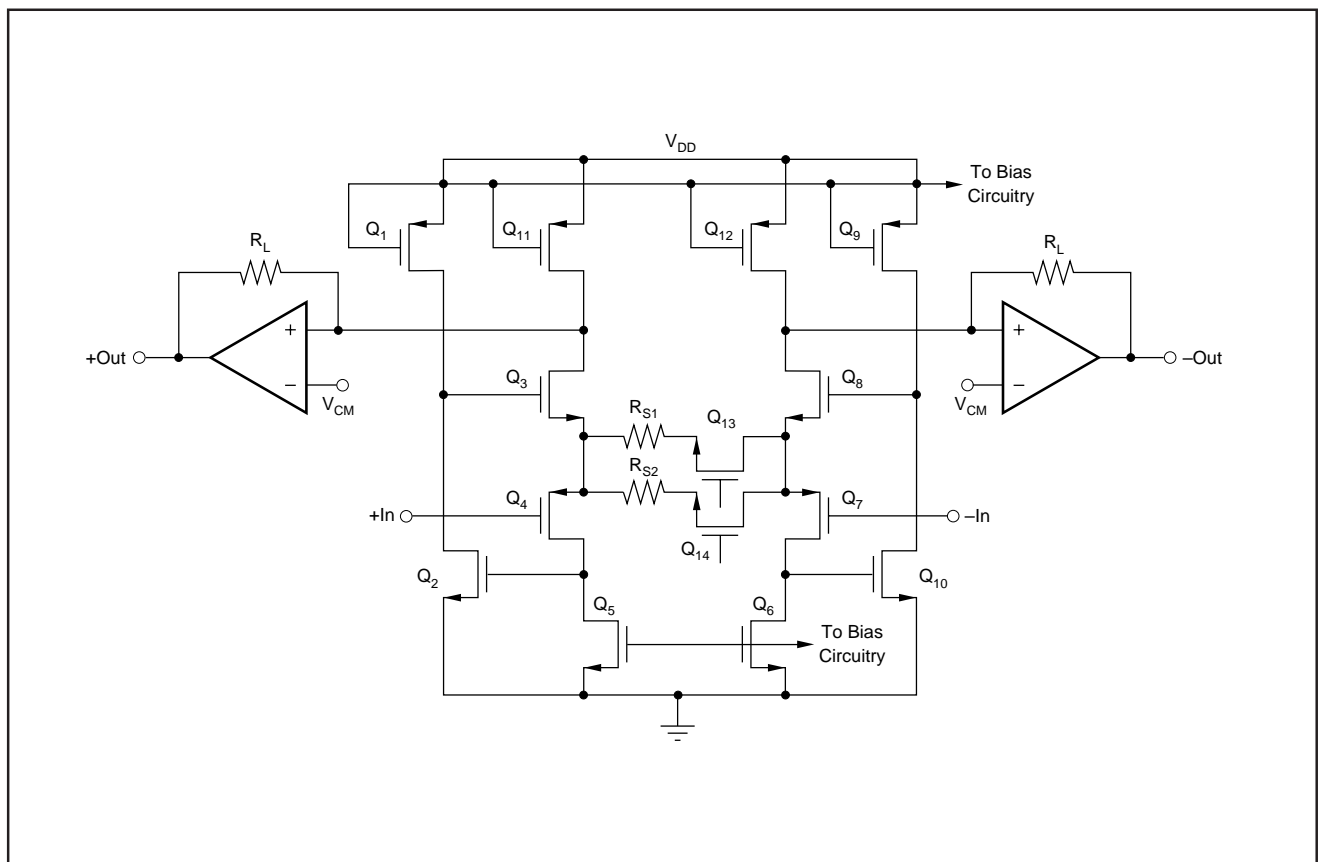 V_DD
To Bias
Circuitry
Q_1
Q_11
Q_12
Q_9
R_L
R_L
+
+
+Out
–Out
–
–
V_CM
V_CM
Q_3
Q_8
R_S1
Q_13
R_S2
Q_4
Q_7
+In
–In
Q_14
Q_2
Q_10
Q_5
Q_6
To Bias
Circuitry